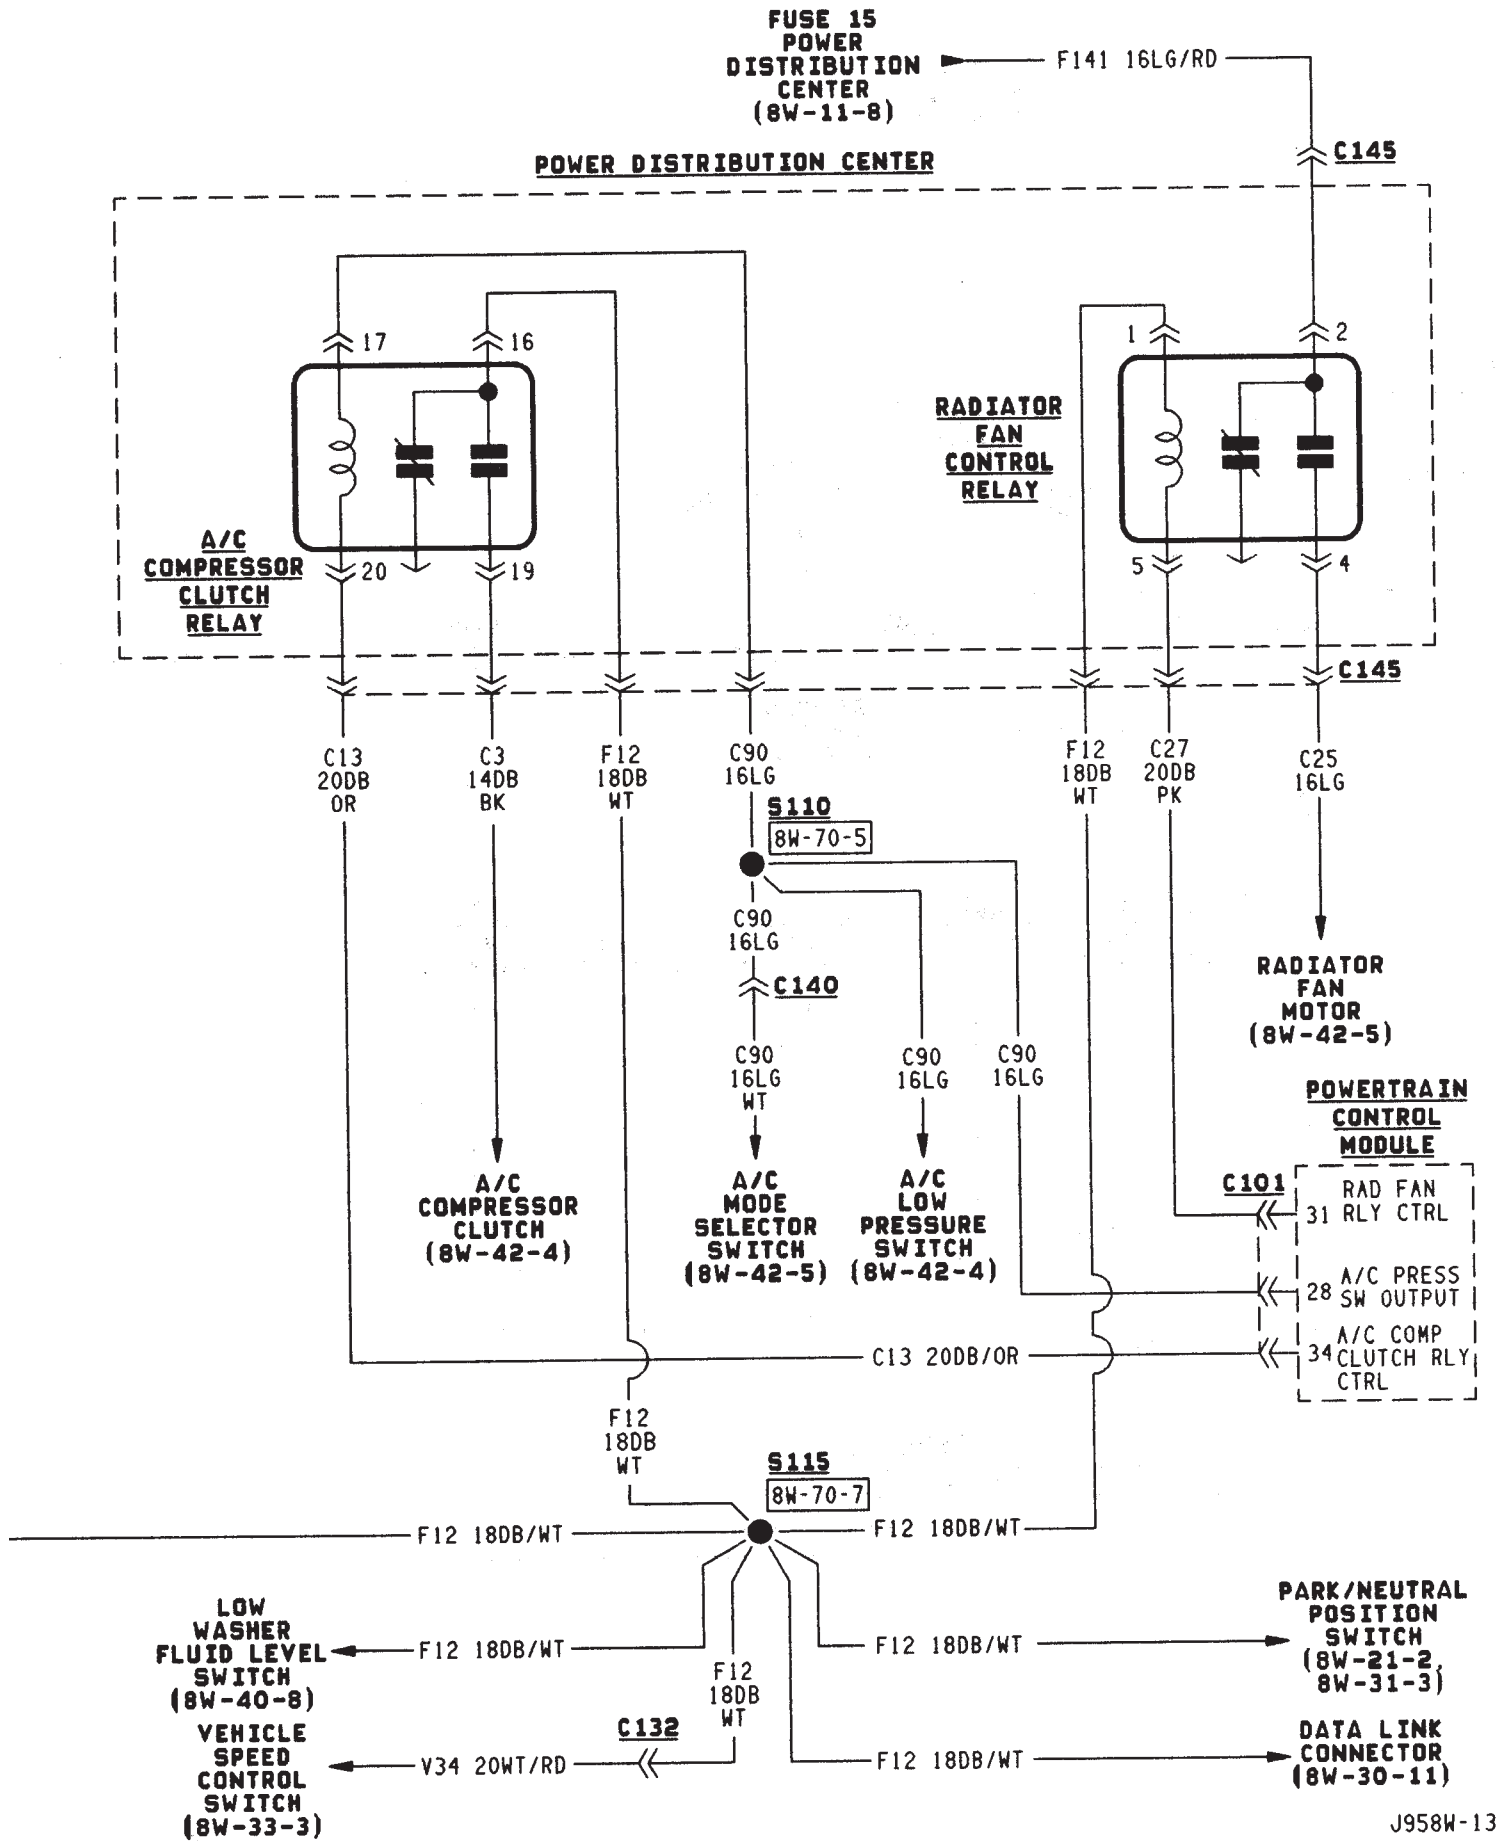 FUSE 15
POWER
DISTRIBUTION
CENTER
(8W-11-8)
F141 16LG/RD
C145
POWER DISTRIBUTION CENTER
17
16
1
2
RADIATOR
FAN
CONTROL
RELAY
A/C
COMPRESSOR
CLUTCH
RELAY
20
19
5
4
C145
C13
20DB
OR
C3
14DB
BK
F12
18DB
WT
C90
16LG
F12
18DB
WT
C27
20DB
PK
C25
16LG
S110
8W-70-5
C90
16LG
C140
C90
16LG
WT
C90
16LG
C90
16LG
RADIATOR
FAN
MOTOR
(8W-42-5)
POWERTRAIN
CONTROL
MODULE
A/C
COMPRESSOR
CLUTCH
(8W-42-4)
A/C
MODE
SELECTOR
SWITCH
(8W-42-5)
A/C
LOW
PRESSURE
SWITCH
(8W-42-4)
C101
31 RAD FAN
RLY CTRL
28 A/C PRESS
SW OUTPUT
34 A/C COMP
CLUTCH RLY
CTRL
C13 20DB/OR
F12
18DB
WT
S115
8W-70-7
F12 18DB/WT
F12 18DB/WT
LOW
WASHER
FLUID LEVEL
SWITCH
(8W-40-8)
F12 18DB/WT
F12
18DB
WT
F12 18DB/WT
PARK/NEUTRAL
POSITION
SWITCH
(8W-21-2,
8W-31-3)
VEHICLE
SPEED
CONTROL
SWITCH
(8W-33-3)
V34 20WT/RD
C132
F12 18DB/WT
DATA LINK
CONNECTOR
(8W-30-11)
J958W-13